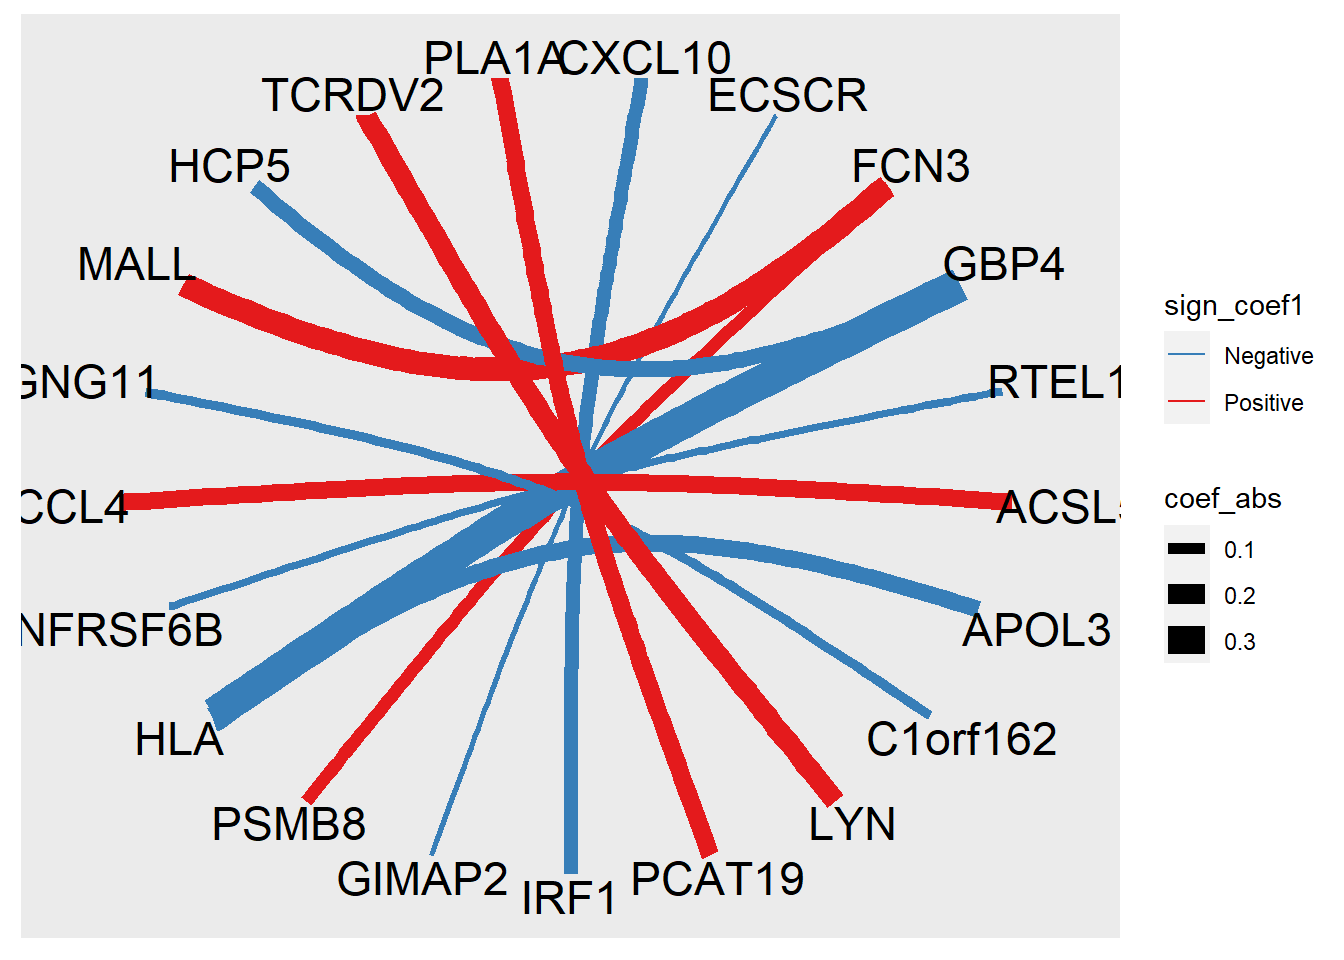 PLA1A
CXCL10
TCRDV2
ECSCR
HCP5
FCN3
MALL
GBP4
GNG11
RTEL1
CCL4
ACSL5
NFRSF6B
APOL3
HLA
C1orf162
PSMB8
LYN
GIMAP2
IRF1
PCAT19
sign_coef1
Negative
Positive
coef_abs
0.1
0.2
0.3